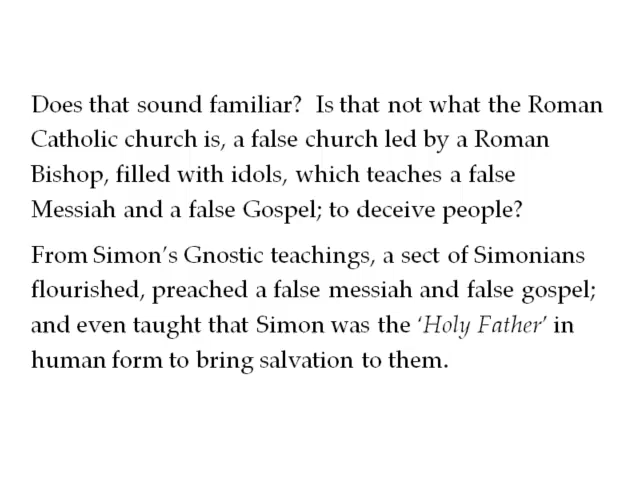 Does that sound familiar?  Is that not what the Roman
Catholic church is, a false church led by a Roman
Bishop, filled with idols, which teaches a false
Messiah and a false Gospel; to deceive people?
From Simon's Gnostic teachings, a sect of Simonians
flourished, preached a false messiah and false gospel;
and even taught that Simon was the ‘Holy Father’ in
human form to bring salvation to them.